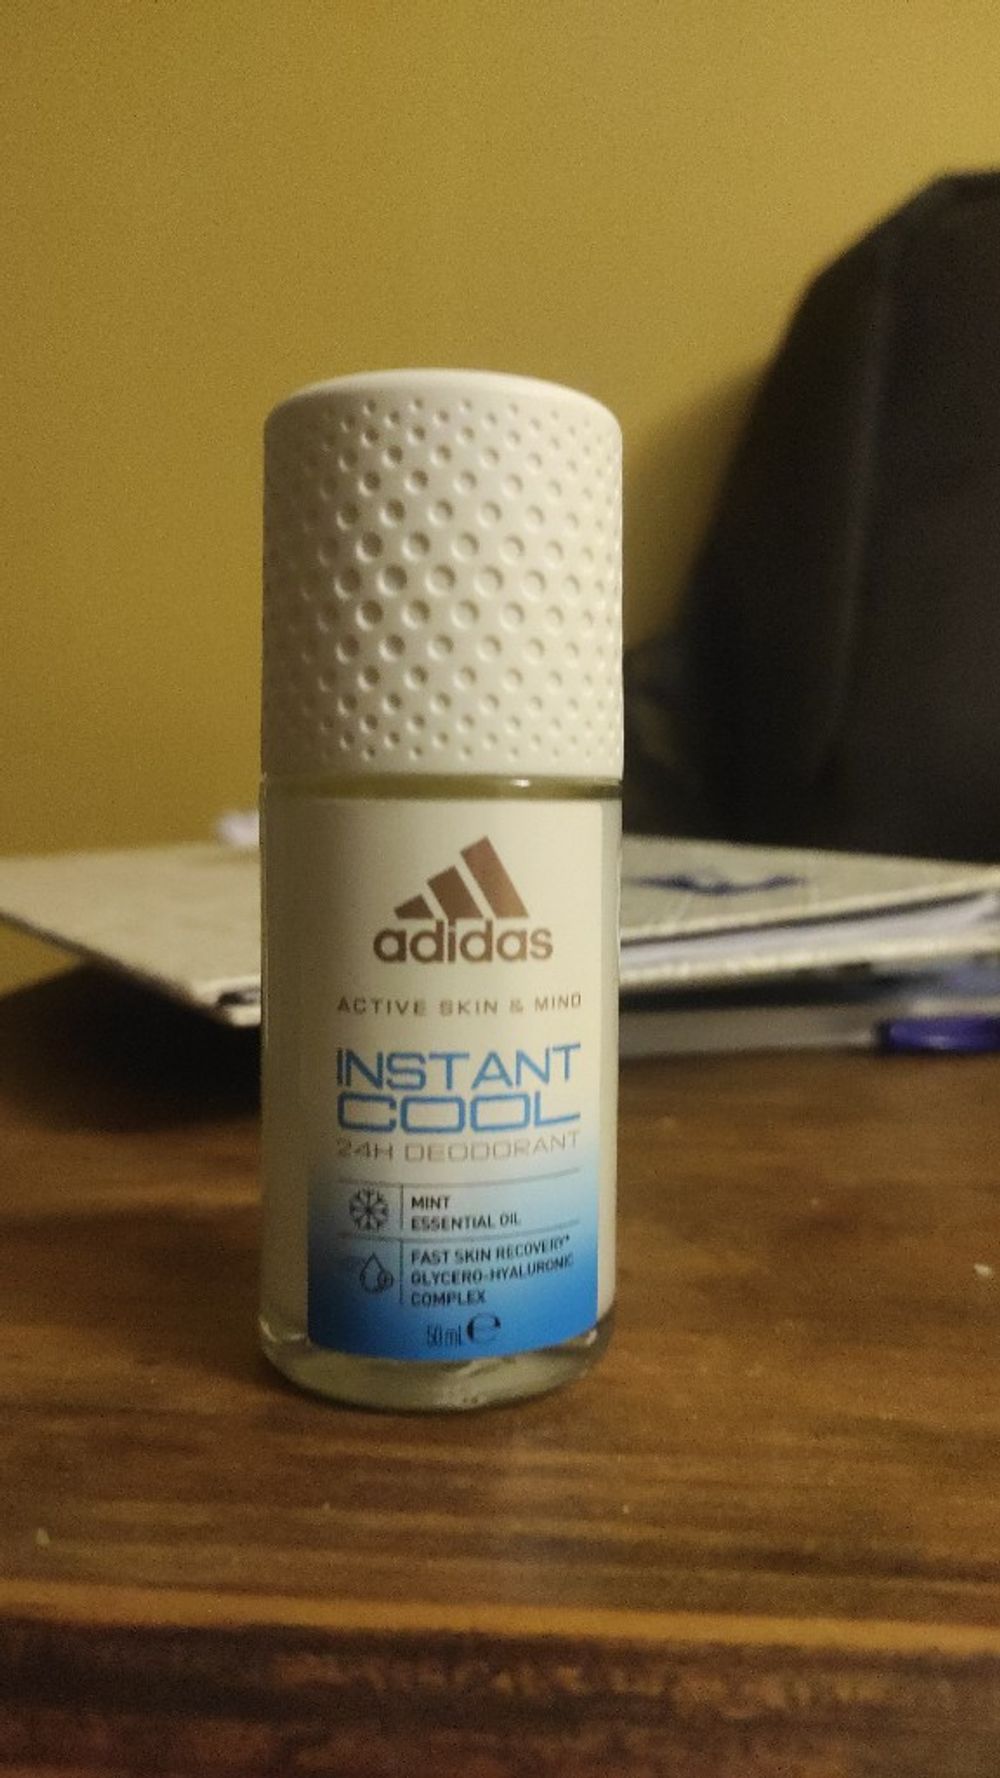 adidas
ACTIVE SKIN & MIND
INSTANT
COOL
24H DEODORANT
MINT
ESSENTIAL OIL
FAST SKIN RECOVERY*
GLYCERO-HYALURONIC
COMPLEX
50 mL ℮